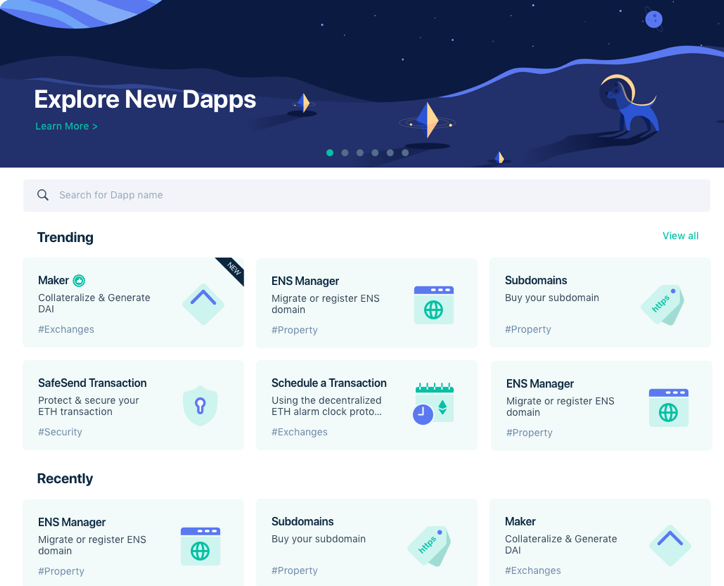 Explore New Dapps
Learn More >
Search for Dapp name
Trending
View all
Maker
NEW
Collateralize & Generate
DAI
#Exchanges
ENS Manager
Migrate or register ENS
domain
#Property
Subdomains
Buy your subdomain
#Property
https
SafeSend Transaction
Protect & secure your
ETH transaction
#Security
Schedule a Transaction
Using the decentralized
ETH alarm clock proto...
#Exchanges
ENS Manager
Migrate or register ENS
domain
#Property
Recently
ENS Manager
Migrate or register ENS
domain
#Property
Subdomains
Buy your subdomain
#Property
https
Maker
Collateralize & Generate
DAI
#Exchanges